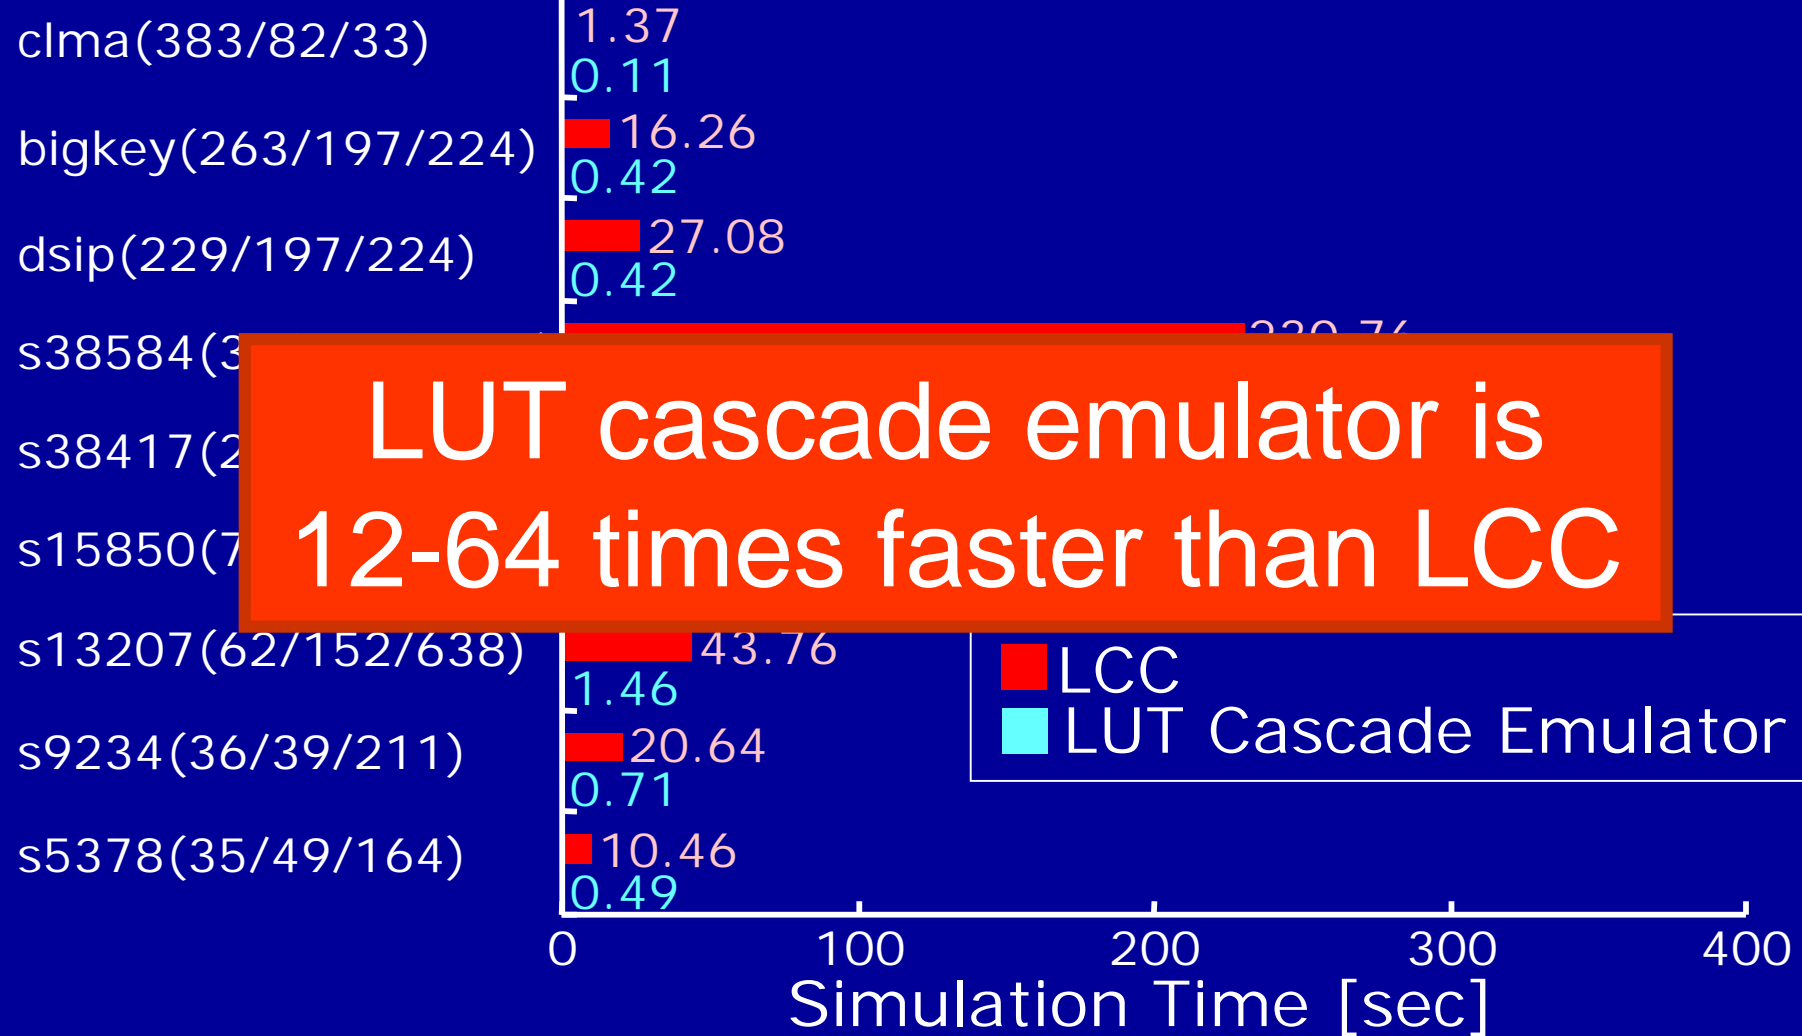 clma(383/82/33)
1.37
0.11
bigkey(263/197/224)
16.26
0.42
dsip(229/197/224)
27.08
0.42
s38584(3
230.76
s38417(2
s15850(7
LUT cascade emulator is
12-64 times faster than LCC
s13207(62/152/638)
43.76
1.46
s9234(36/39/211)
20.64
0.71
s5378(35/49/164)
10.46
0.49
LCC
LUT Cascade Emulator
0 100 200 300 400
Simulation Time [sec]